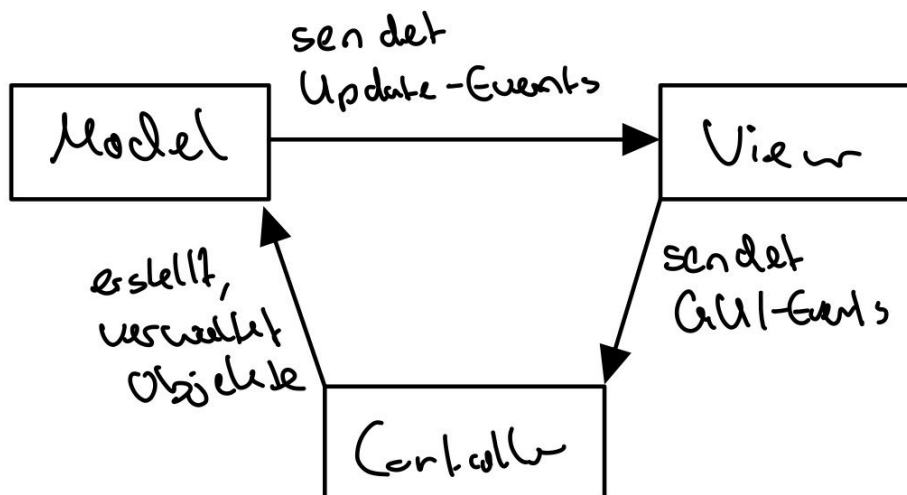 sendet
Update-Events
Model
View
erstellt,
verwaltet
Objekte
sendet
GUI-Events
Controller